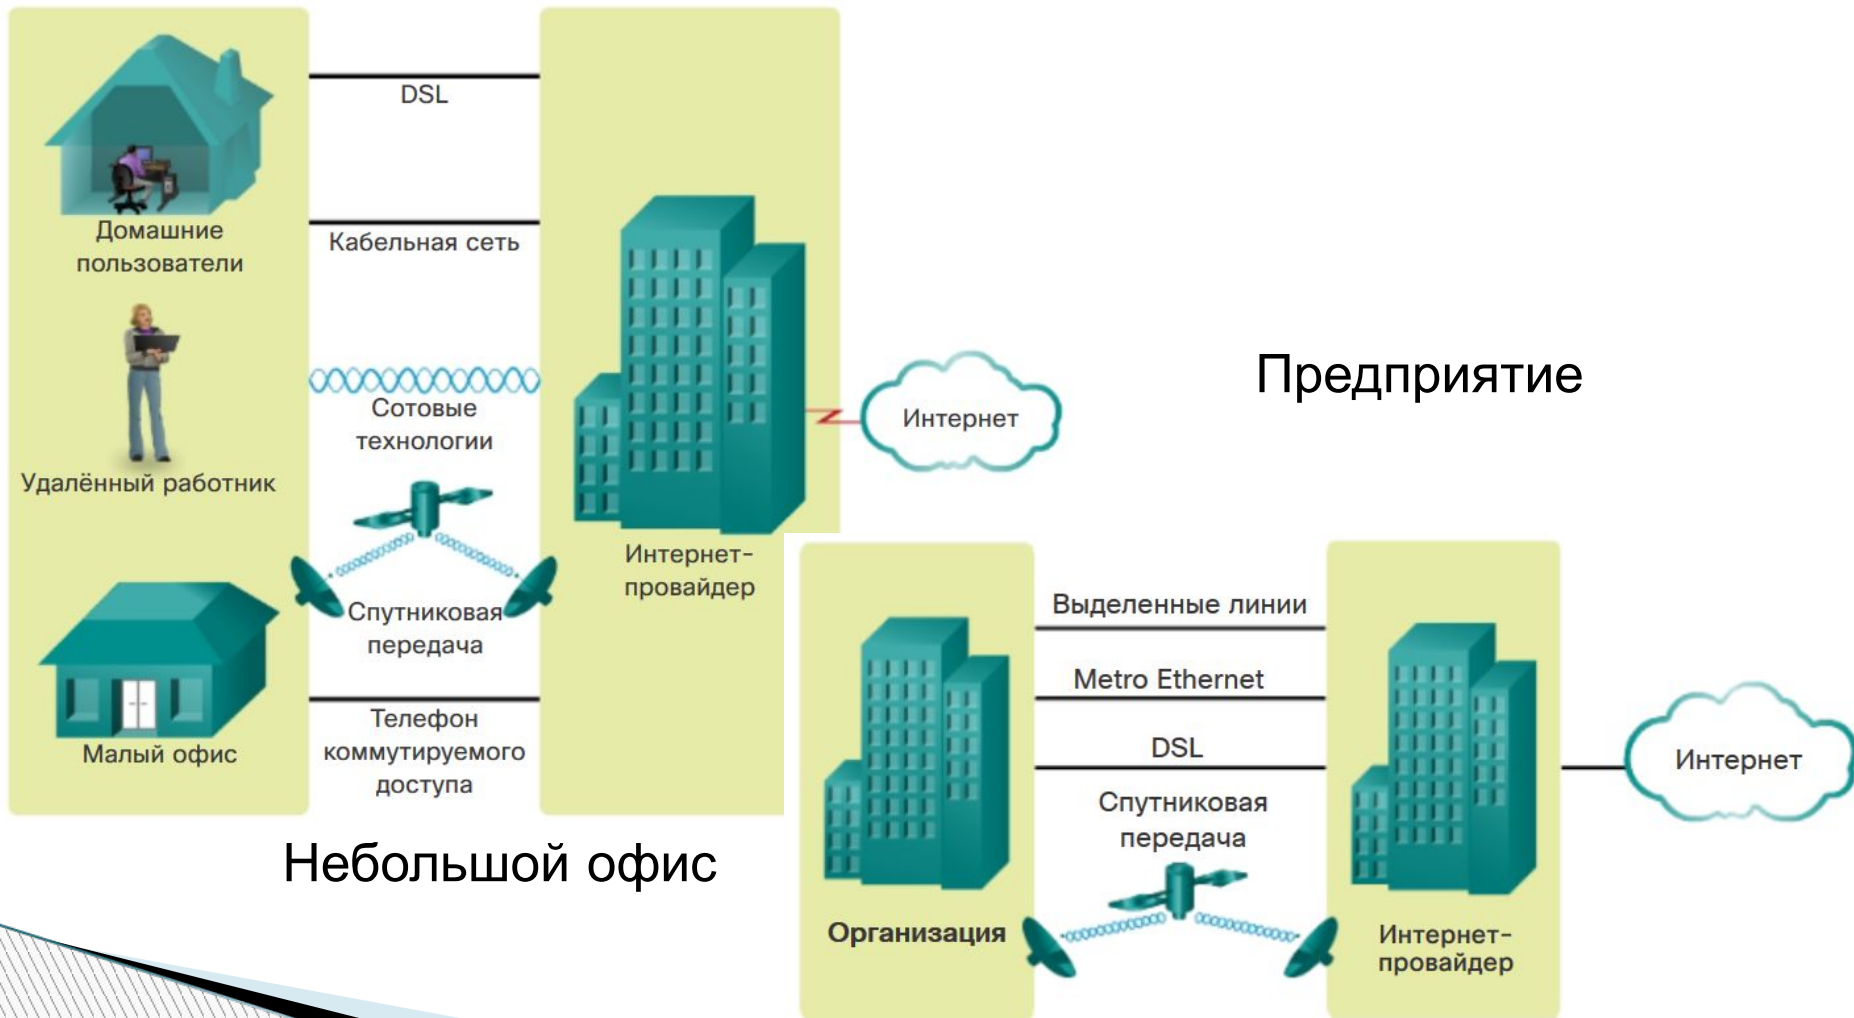 DSL
Домашние
пользователи
Кабельная сеть
Сотовые
технологии
Удалённый работник
Интернет
Интернет-
провайдер
Спутниковая
передача
Малый офис
Телефон
коммутируемого
доступа
Небольшой офис
Предприятие
Выделенные линии
Metro Ethernet
DSL
Спутниковая
передача
Организация
Интернет-
провайдер
Интернет